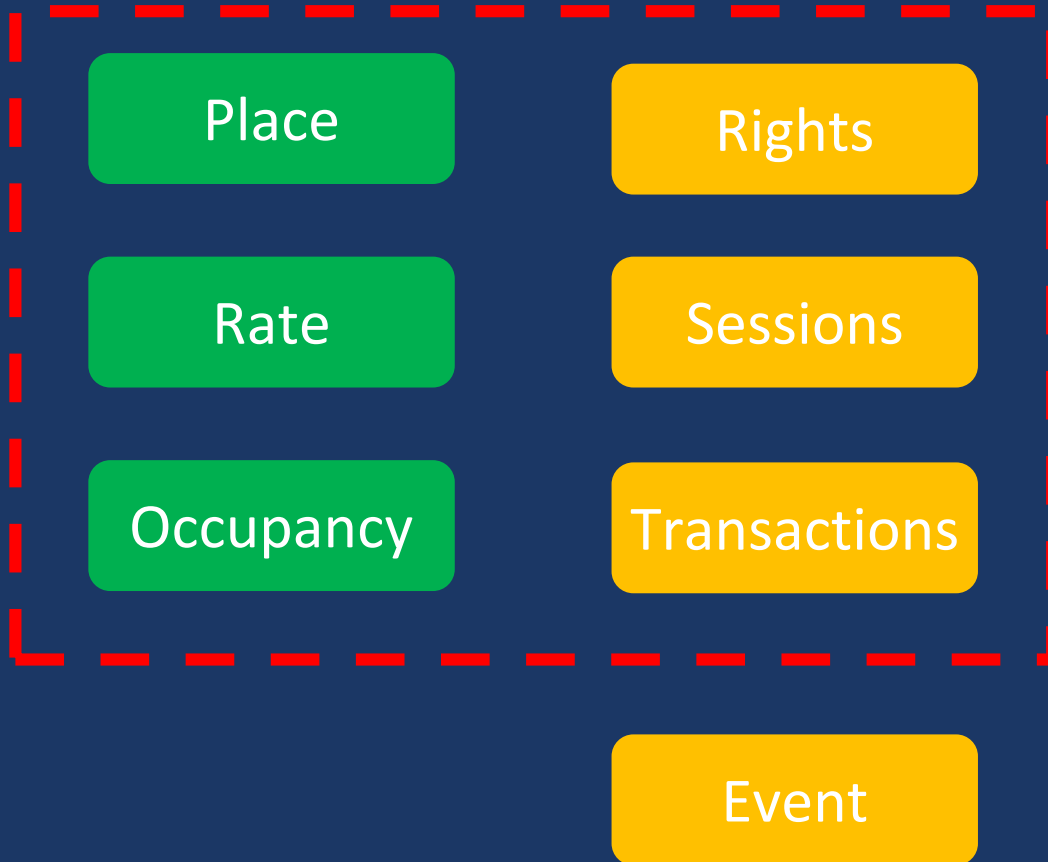 Place
Rights
Rate
Sessions
Occupancy
Transactions
Event